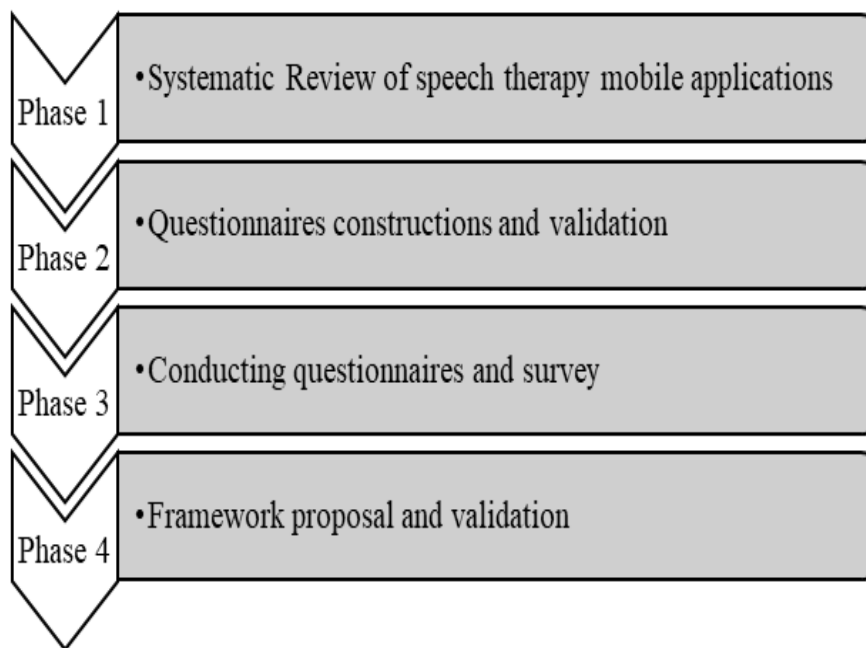 Phase 1
•Systematic Review of speech therapy mobile applications
Phase 2
•Questionnaires constructions and validation
Phase 3
•Conducting questionnaires and survey
Phase 4
•Framework proposal and validation